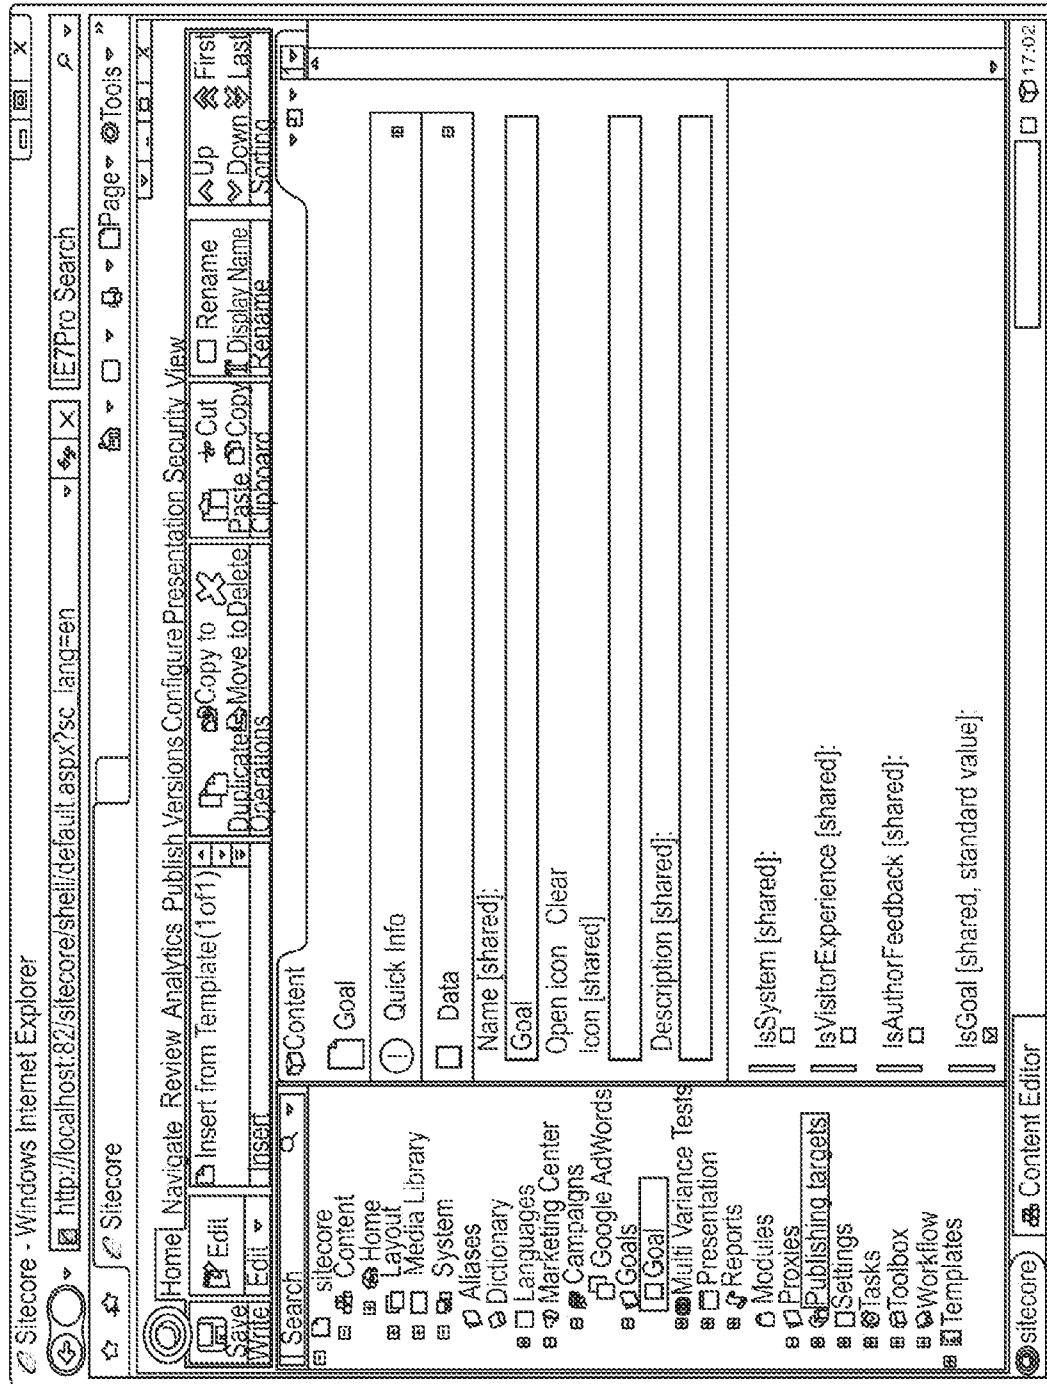 Sitecore - Windows Internet Explorer
http://localhost:82/sitecore/shell/default.aspx?sc_lang=en
IE7Pro Search
Sitecore
Page
Tools
Home Navigate Review Analytics Publish Versions Configure Presentation Security View
Save
Edit
Insert from Template(1of1)
Copy to
Duplicate
Move to
Delete
Paste
Cut
Copy
Rename
Display Name
Up
First
Down
Last
Write
Edit
Insert
Operations
Clipboard
Rename
Sorting
Search
sitecore
Content
Home
Layout
Media Library
System
Aliases
Dictionary
Languages
Marketing Center
Campaigns
Google AdWords
Goals
Goal
Multi Variance Tests
Presentation
Reports
Modules
Proxies
Publishing targets
Settings
Tasks
Toolbox
Workflow
Templates
Content
1
Goal
Quick Info
Data
Name [shared]:
Goal
Open icon Clear
Icon [shared]
Description [shared]:
IsSystem [shared]:
IsVisitorExperience [shared]:
IsAuthorFeedback [shared]:
IsGoal [shared, standard value]:
sitecore
Content Editor
17:02